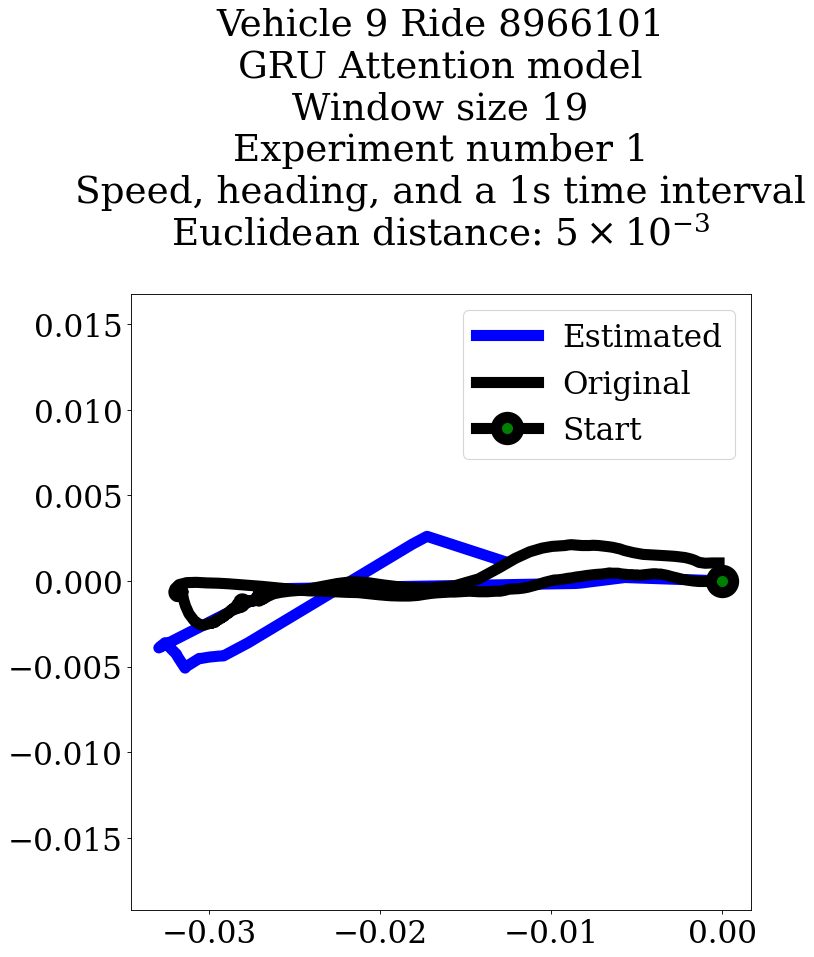 Vehicle 9 Ride 8966101
GRU Attention model
Window size 19
Experiment number 1
Speed, heading, and a 1s time interval
Euclidean distance: $5 \times 10^{-3}$
0.015
0.010
0.005
0.000
−0.005
−0.010
−0.015
Estimated
Original
Start
−0.03
−0.02
−0.01
0.00